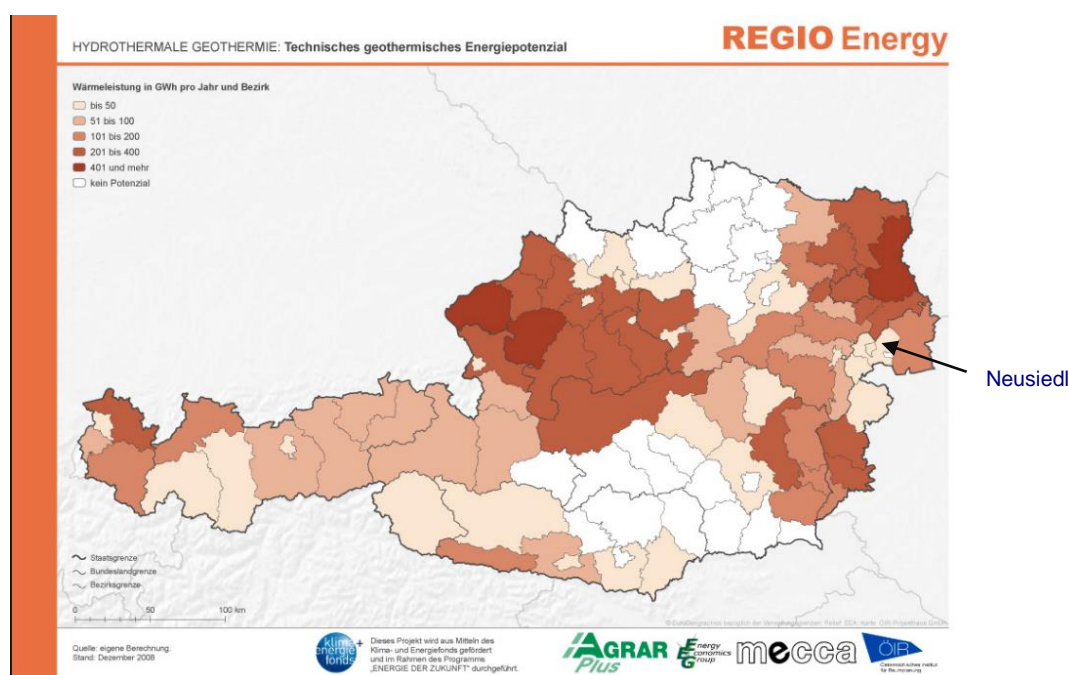 HYDROTHERMALE GEOTHERMIE: Technisches geothermisches Energiepotenzial
REGIO Energy
Wärmeleistung in GWh pro Jahr und Bezirk
bis 50
51 bis 100
101 bis 200
201 bis 400
401 und mehr
kein Potenzial
Neusiedl
Staatsgrenze
Bundeslandgrenze
Bezirksgrenze
0 50 100 km
Quelle: eigene Berechnung.
Stand: Dezember 2008
klima+
energie
fonds
Dieses Projekt wird aus Mitteln des
Klima- und Energiefonds gefördert
und im Rahmen des Programms
„ENERGIE DER ZUKUNFT" durchgeführt.
AGRAR
Plus
Energy
Economics
Group
mecca
ÖIR